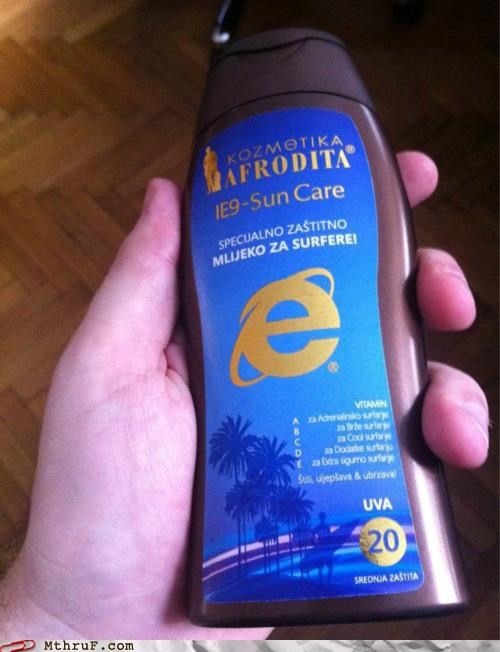 KOZMETIKA
AFRODITA®
IE9-Sun Care
SPECIJALNO ZAŠTITNO
MLIJEKO ZA SURFERE!
e
®
VITAMIN
A za Adrenalinsko surfanje
B za Brže surfanje
C za Cool surfanje
D za Dodatke surfanju
E za Extra sigurno surfanje
Štiti, uljepšava & ubrzava!
UVA
20
SREDNJA ZAŠTITA
MthruF.com